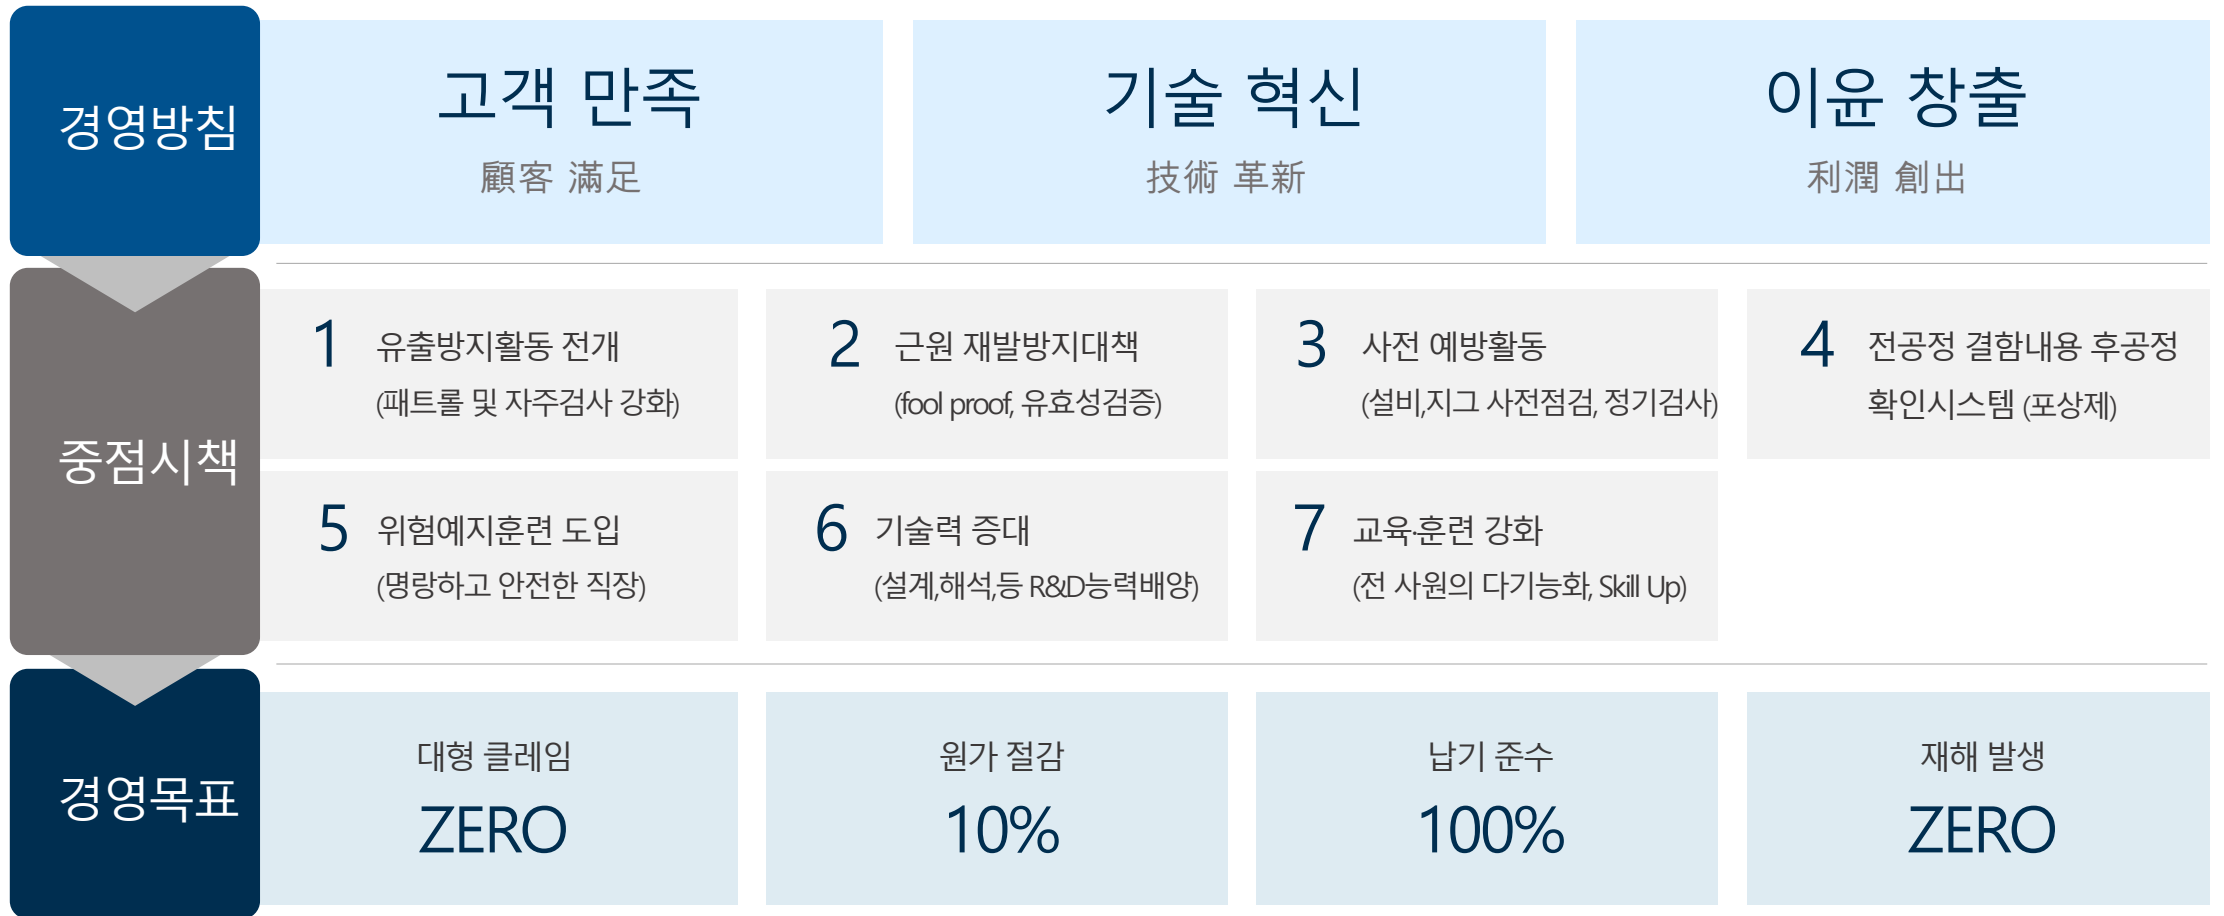 경영방침
고객 만족
顧客 滿足
기술 혁신
技術 革新
이윤 창출
利潤 創出
중점시책
1 유출방지활동 전개
(패트롤 및 자주검사 강화)
2 근원 재발방지대책
(fool proof, 유효성검증)
3 사전 예방활동
(설비,지그 사전점검, 정기검사)
4 전공정 결함내용 후공정
확인시스템 (포상제)
5 위험예지훈련 도입
(명랑하고 안전한 직장)
6 기술력 증대
(설계,해석,등 R&D능력배양)
7 교육·훈련 강화
(전 사원의 다기능화, Skill Up)
경영목표
대형 클레임
ZERO
원가 절감
10%
납기 준수
100%
재해 발생
ZERO